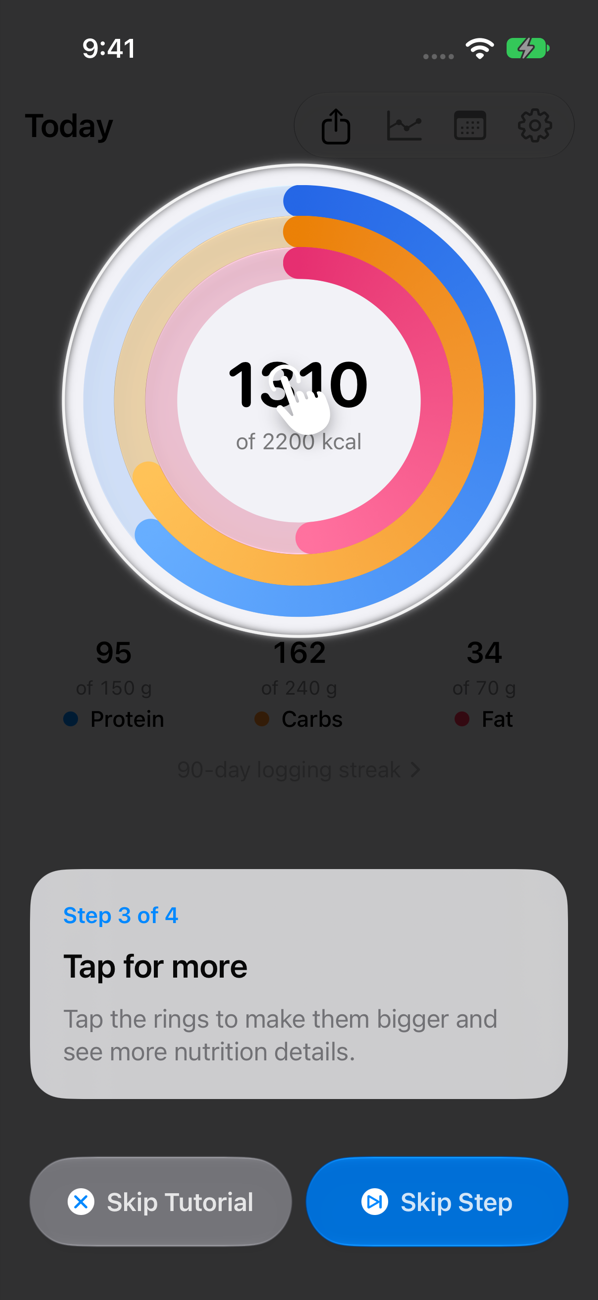 9:41
Today
1310
of 2200 kcal
95
162
34
of 150 g
of 240 g
of 70 g
Protein
Carbs
Fat
90-day logging streak
Step 3 of 4
Tap for more
Tap the rings to make them bigger and
see more nutrition details.
Skip Tutorial
Skip Step